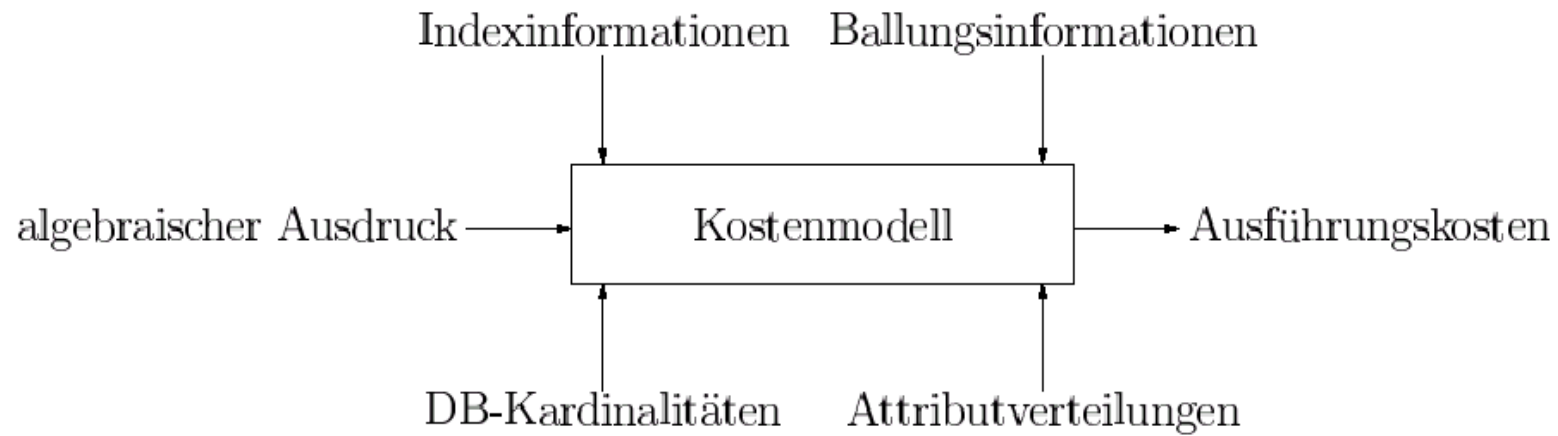 Indexinformationen Ballungsinformationen
algebraischer Ausdruck Kostenmodell Ausführungskosten
DB-Kardinalitäten Attributverteilungen